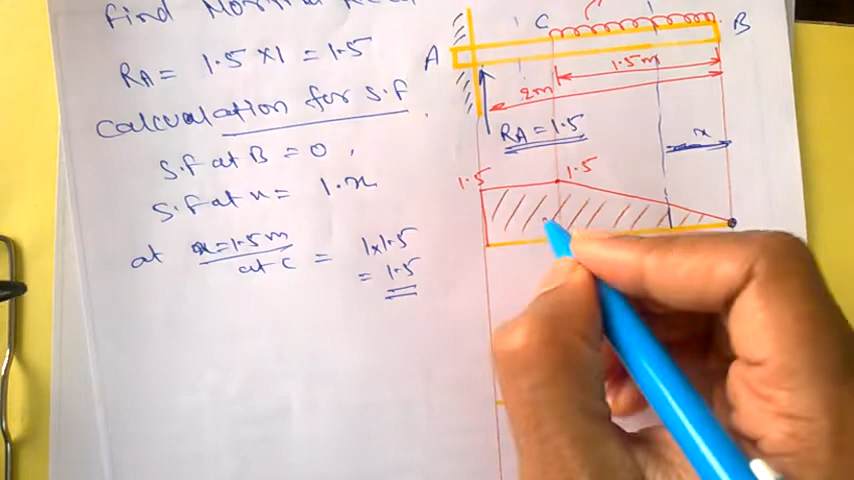 find Normal
RA = 1.5 × 1 = 1.5
calculation for S.F
S.F at B = 0 ,
S.F at x = 1.x
at x = 1.5m
at C = 1×1.5
= 1.5
C
B
A
1.5m
2m
RA = 1.5
x
1.5
1.5